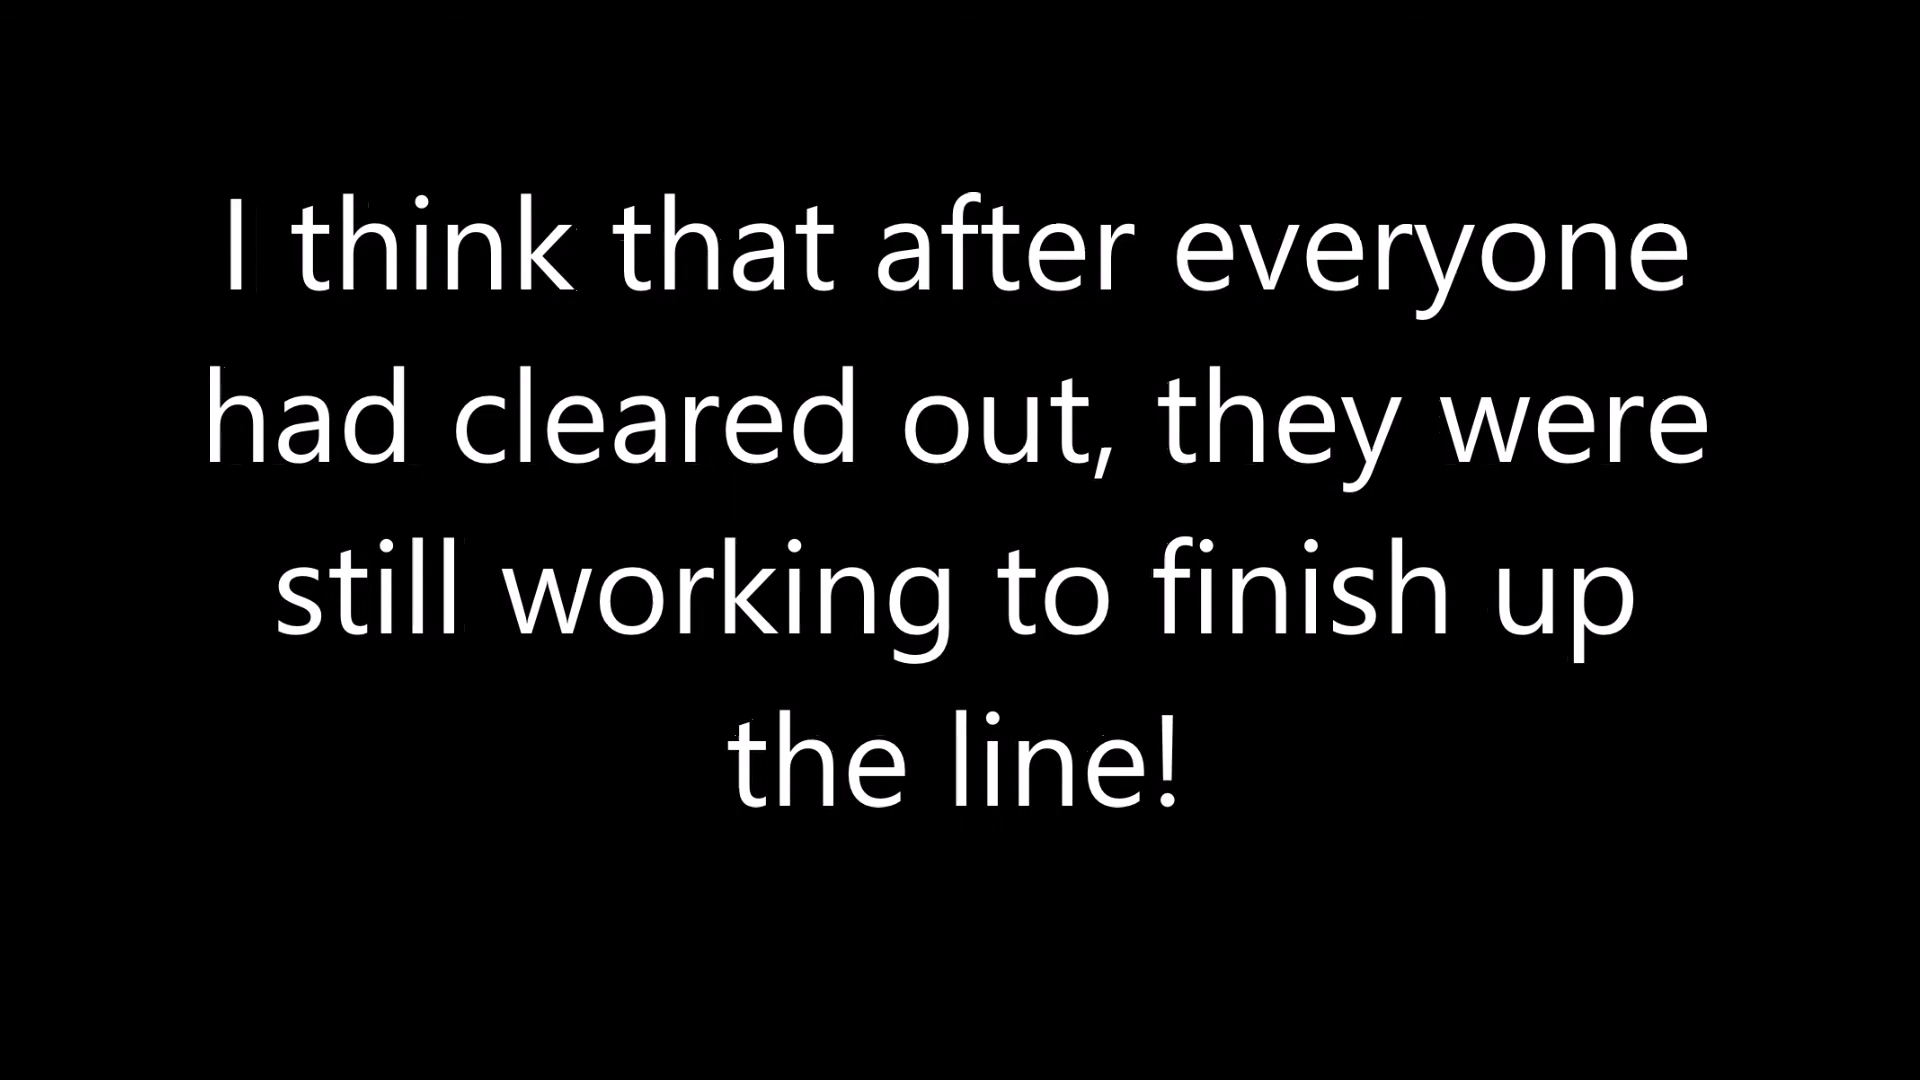 I think that after everyone
had cleared out, they were
still working to finish up
the line!